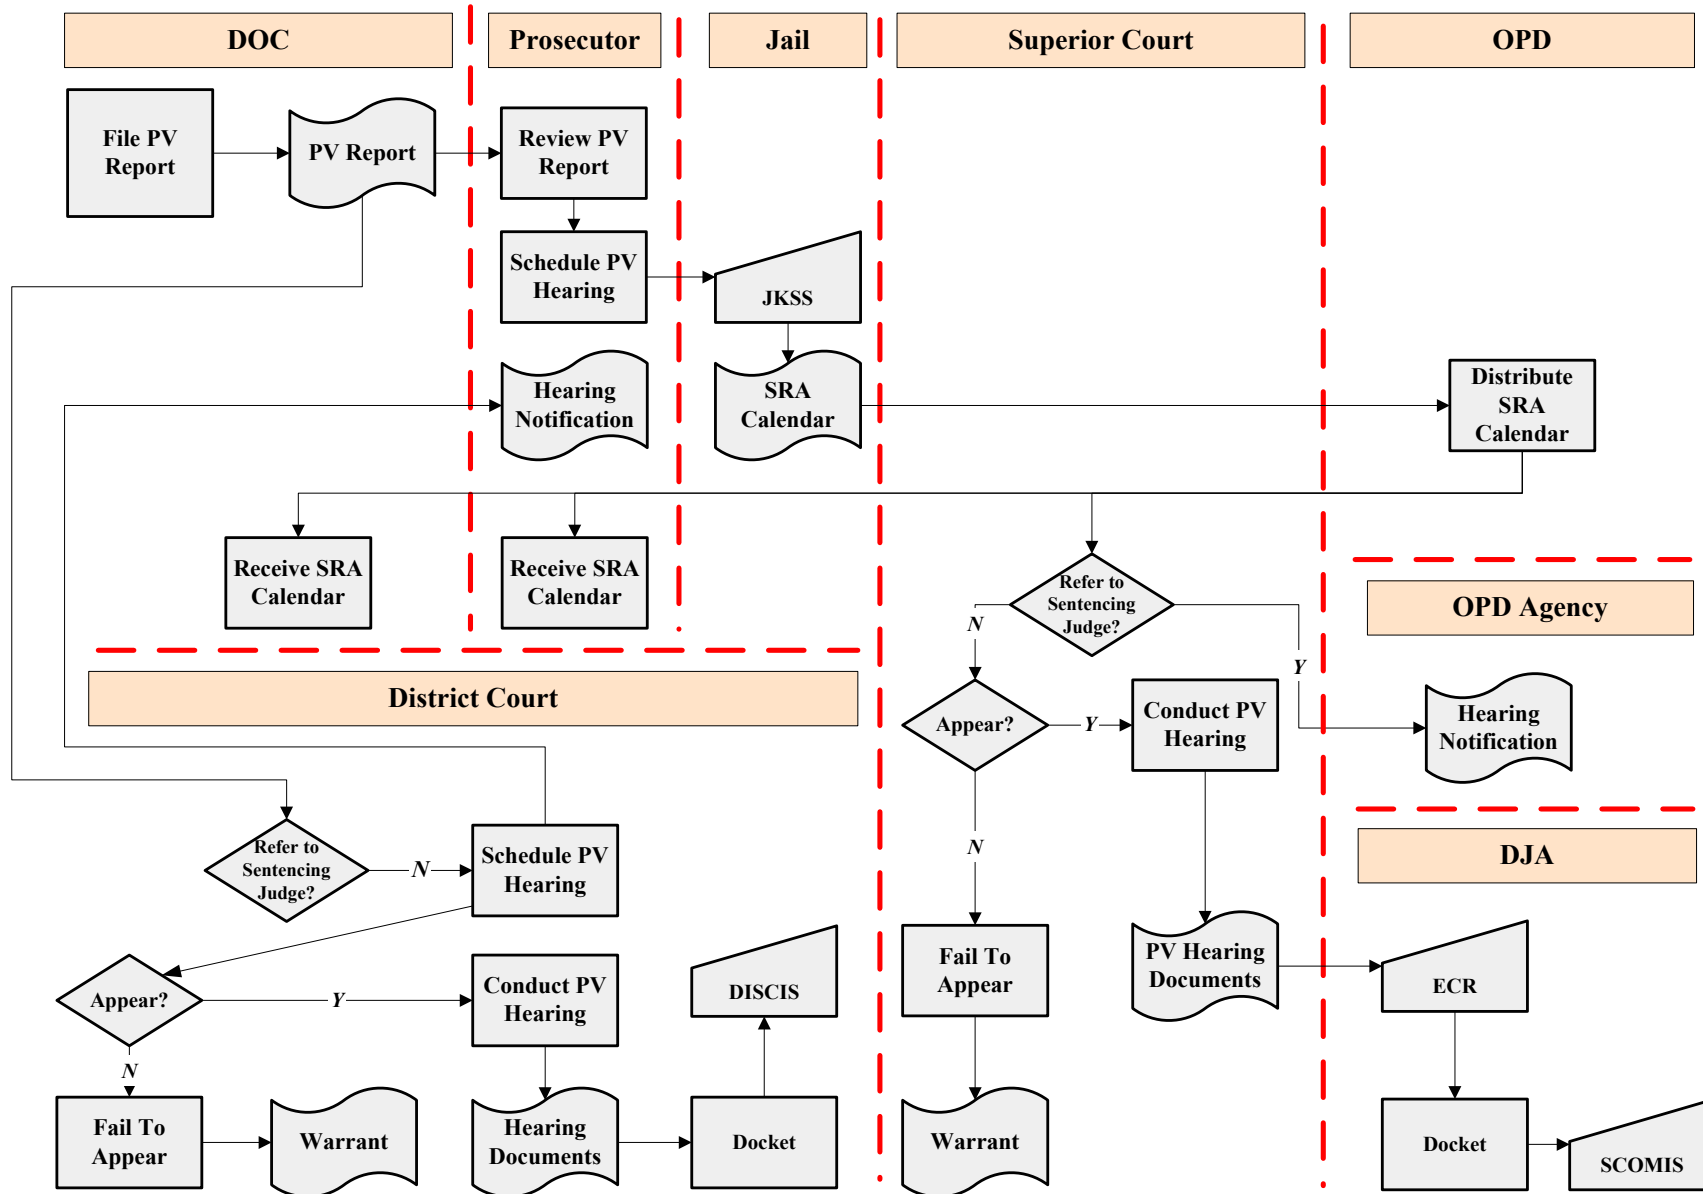 DOC
Prosecutor
Jail
Superior Court
OPD
File PV
Report
PV Report
Review PV
Report
Schedule PV
Hearing
JKSS
Hearing
Notification
SRA
Calendar
Distribute
SRA
Calendar
Receive SRA
Calendar
Receive SRA
Calendar
Refer to
Sentencing
Judge?
N
Y
OPD Agency
District Court
Appear?
Y
Conduct PV
Hearing
Hearing
Notification
N
Refer to
Sentencing
Judge?
N
Schedule PV
Hearing
DJA
Fail To
Appear
PV Hearing
Documents
ECR
Appear?
Y
Conduct PV
Hearing
DISCIS
N
Fail To
Appear
Warrant
Hearing
Documents
Docket
Warrant
Docket
SCOMIS